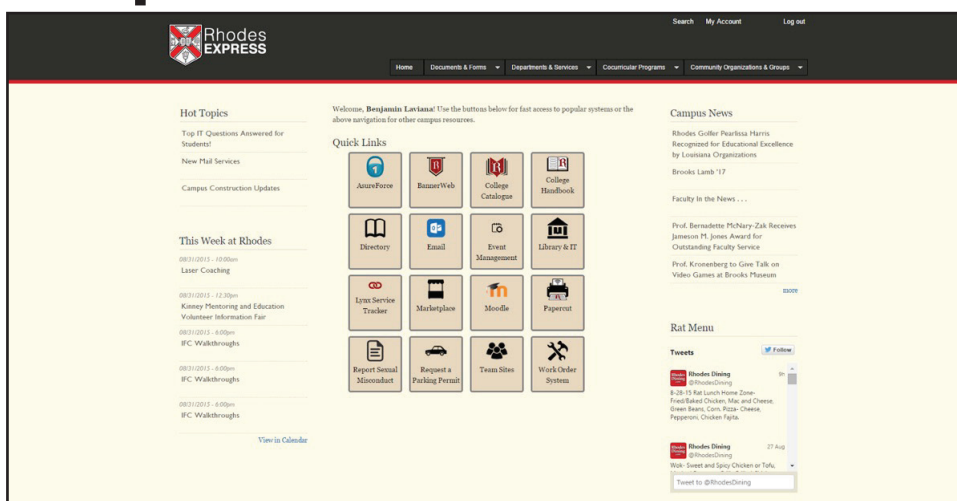 Search My Account Log out
Rhodes
EXPRESS
Home Documents & Forms Departments & Services Cocurricular Programs Community Organizations & Groups
Hot Topics
Top IT Questions Answered for
Students!
New Mail Services
Campus Construction Updates
This Week at Rhodes
08/31/2015 - 10:00am
Laser Coaching
08/31/2015 - 12:30pm
Kinney Mentoring and Education
Volunteer Information Fair
08/31/2015 - 6:00pm
IFC Walkthroughs
08/31/2015 - 6:00pm
IFC Walkthroughs
08/31/2015 - 6:00pm
IFC Walkthroughs
View in Calendar
Welcome, Benjamin Laviana! Use the buttons below for fast access to popular systems or the
above navigation for other campus resources.
Quick Links
AsureForce
BannerWeb
College
Catalogue
College
Handbook
Directory
Email
Event
Management
Library & IT
Lynx Service
Tracker
Marketplace
Moodle
Papercut
Report Sexual
Misconduct
Request a
Parking Permit
Team Sites
Work Order
System
Campus News
Rhodes Golfer Pearlissa Harris
Recognized for Educational Excellence
by Louisiana Organizations
Brooks Lamb '17
Faculty In the News . . .
Prof. Bernadette McNary-Zak Receives
Jameson M. Jones Award for
Outstanding Faculty Service
Prof. Kronenberg to Give Talk on
Video Games at Brooks Museum
more
Rat Menu
Tweets Follow
Rhodes Dining 9h
@RhodesDining
8-28-15 Rat Lunch Home Zone-
Fried/Baked Chicken, Mac and Cheese,
Green Beans, Corn. Pizza- Cheese,
Pepperoni, Chicken Fajita.
Rhodes Dining 27 Aug
@RhodesDining
Wok- Sweet and Spicy Chicken or Tofu,
Tweet to @RhodesDining